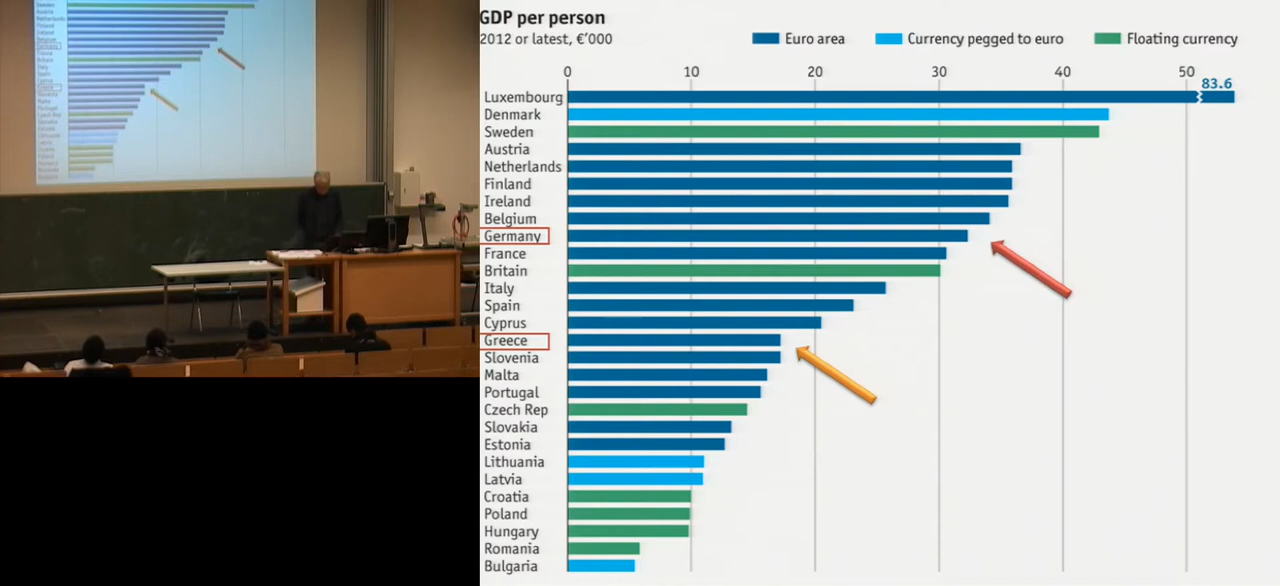 GDP per person
2012 or latest, €'000
Euro area
Currency pegged to euro
Floating currency
0 10 20 30 40 50
83.6
Luxembourg
Denmark
Sweden
Austria
Netherlands
Finland
Ireland
Belgium
Germany
France
Britain
Italy
Spain
Cyprus
Greece
Slovenia
Malta
Portugal
Czech Rep
Slovakia
Estonia
Lithuania
Latvia
Croatia
Poland
Hungary
Romania
Bulgaria